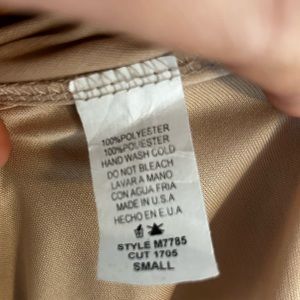 100%POLYESTER
100%POLYESTER
HAND WASH COLD
DO NOT BLEACH
LAVAR A MANO
CON AGUA FRIA
MADE IN U.S.A
HECHO EN E.U.A
STYLE M7785
CUT 1705
SMALL